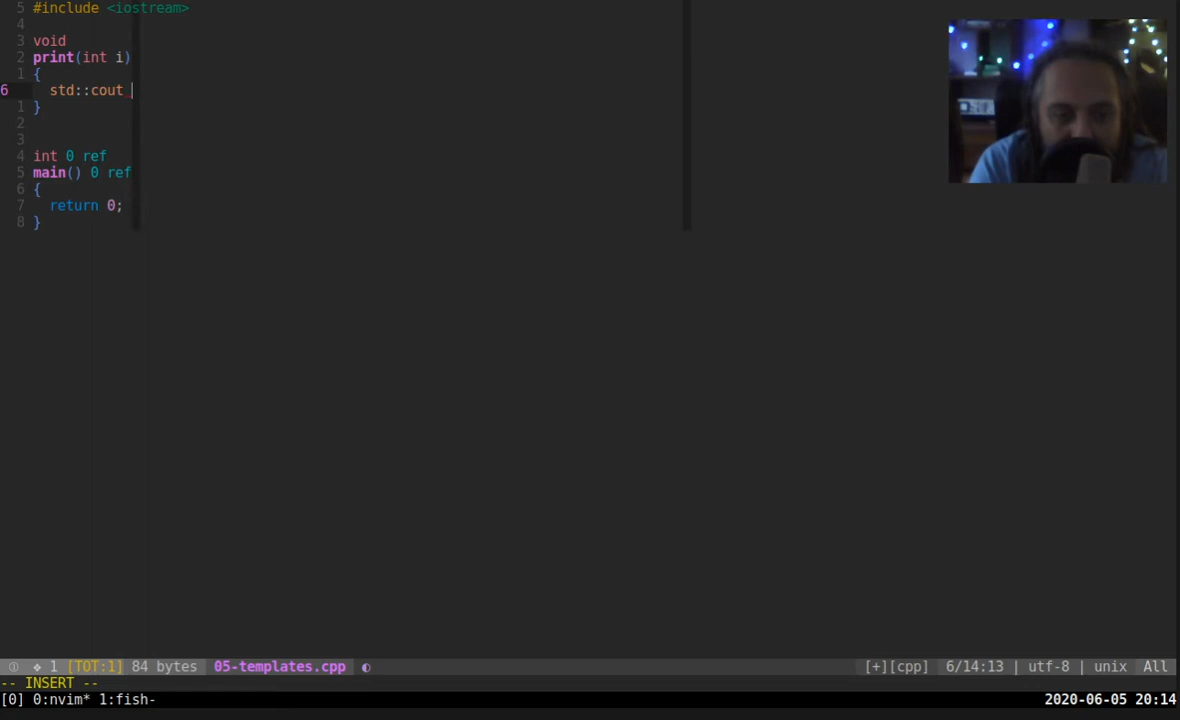 5 #include <iostream>
4
3 void
2 print(int i)
1 {
6 std::cout
1 }
2
3
4 int 0 ref
5 main() 0 ref
6 {
7 return 0;
8 }
① ❖ 1 [TOT:1] 84 bytes 05-templates.cpp ◐ [+][cpp] 6/14:13 | utf-8 | unix All
-- INSERT --
[0] 0:nvim* 1:fish- 2020-06-05 20:14